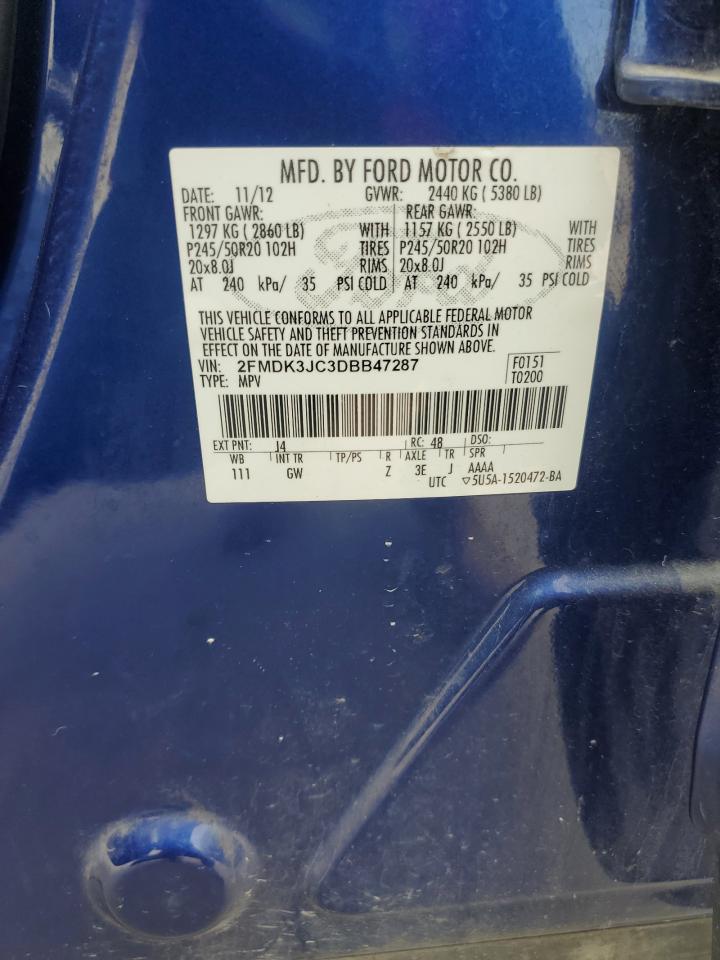 MFD. BY FORD MOTOR CO.
DATE: 11/12 GVWR: 2440 KG ( 5380 LB)
FRONT GAWR: REAR GAWR:
1297 KG ( 2860 LB) WITH 1157 KG ( 2550 LB) WITH
P245/50R20 102H TIRES P245/50R20 102H TIRES
20x8.0J RIMS 20x8.0J RIMS
AT 240 kPa/ 35 PSI COLD AT 240 kPa/ 35 PSI COLD
THIS VEHICLE CONFORMS TO ALL APPLICABLE FEDERAL MOTOR
VEHICLE SAFETY AND THEFT PREVENTION STANDARDS IN
EFFECT ON THE DATE OF MANUFACTURE SHOWN ABOVE.
VIN: 2FMDK3JC3DBB47287 F0151
TYPE: MPV T0200
EXT PNT: J4 RC: 48 DSO:
WB INT TR TP/PS R AXLE TR SPR
111 GW Z 3E J AAAA
UTC ▽5U5A-1520472-BA